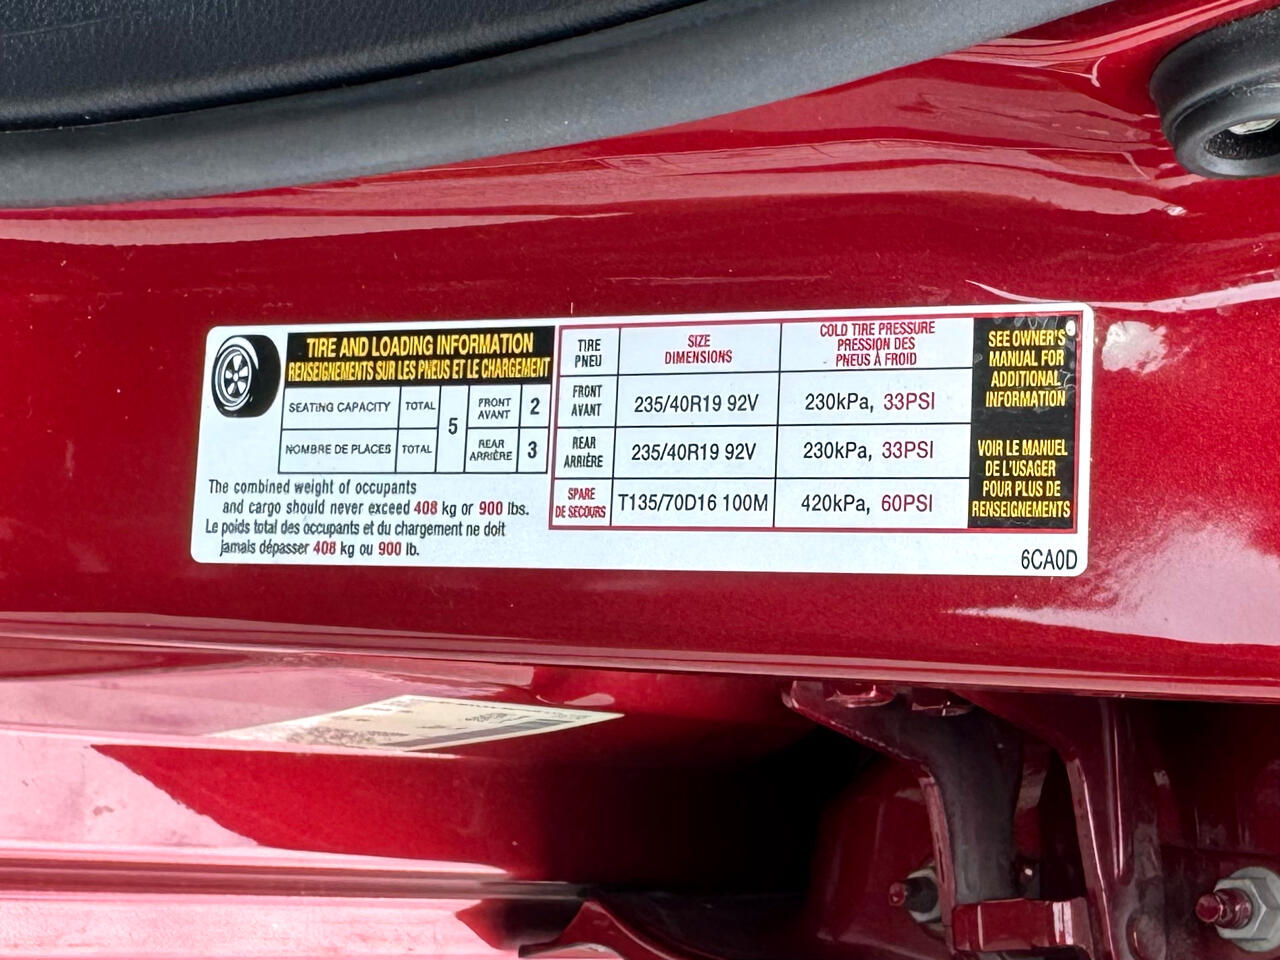 TIRE AND LOADING INFORMATION
RENSEIGNEMENTS SUR LES PNEUS ET LE CHARGEMENT
SEATING CAPACITY TOTAL 5 FRONT AVANT 2
NOMBRE DE PLACES TOTAL REAR ARRIÈRE 3
The combined weight of occupants
and cargo should never exceed 408 kg or 900 lbs.
Le poids total des occupants et du chargement ne doit
jamais dépasser 408 kg ou 900 lb.
TIRE PNEU SIZE DIMENSIONS COLD TIRE PRESSURE PRESSION DES PNEUS À FROID
FRONT AVANT 235/40R19 92V 230kPa, 33PSI
REAR ARRIÈRE 235/40R19 92V 230kPa, 33PSI
SPARE DE SECOURS T135/70D16 100M 420kPa, 60PSI
SEE OWNER'S
MANUAL FOR
ADDITIONAL
INFORMATION
VOIR LE MANUEL
DE L'USAGER
POUR PLUS DE
RENSEIGNEMENTS
6CA0D